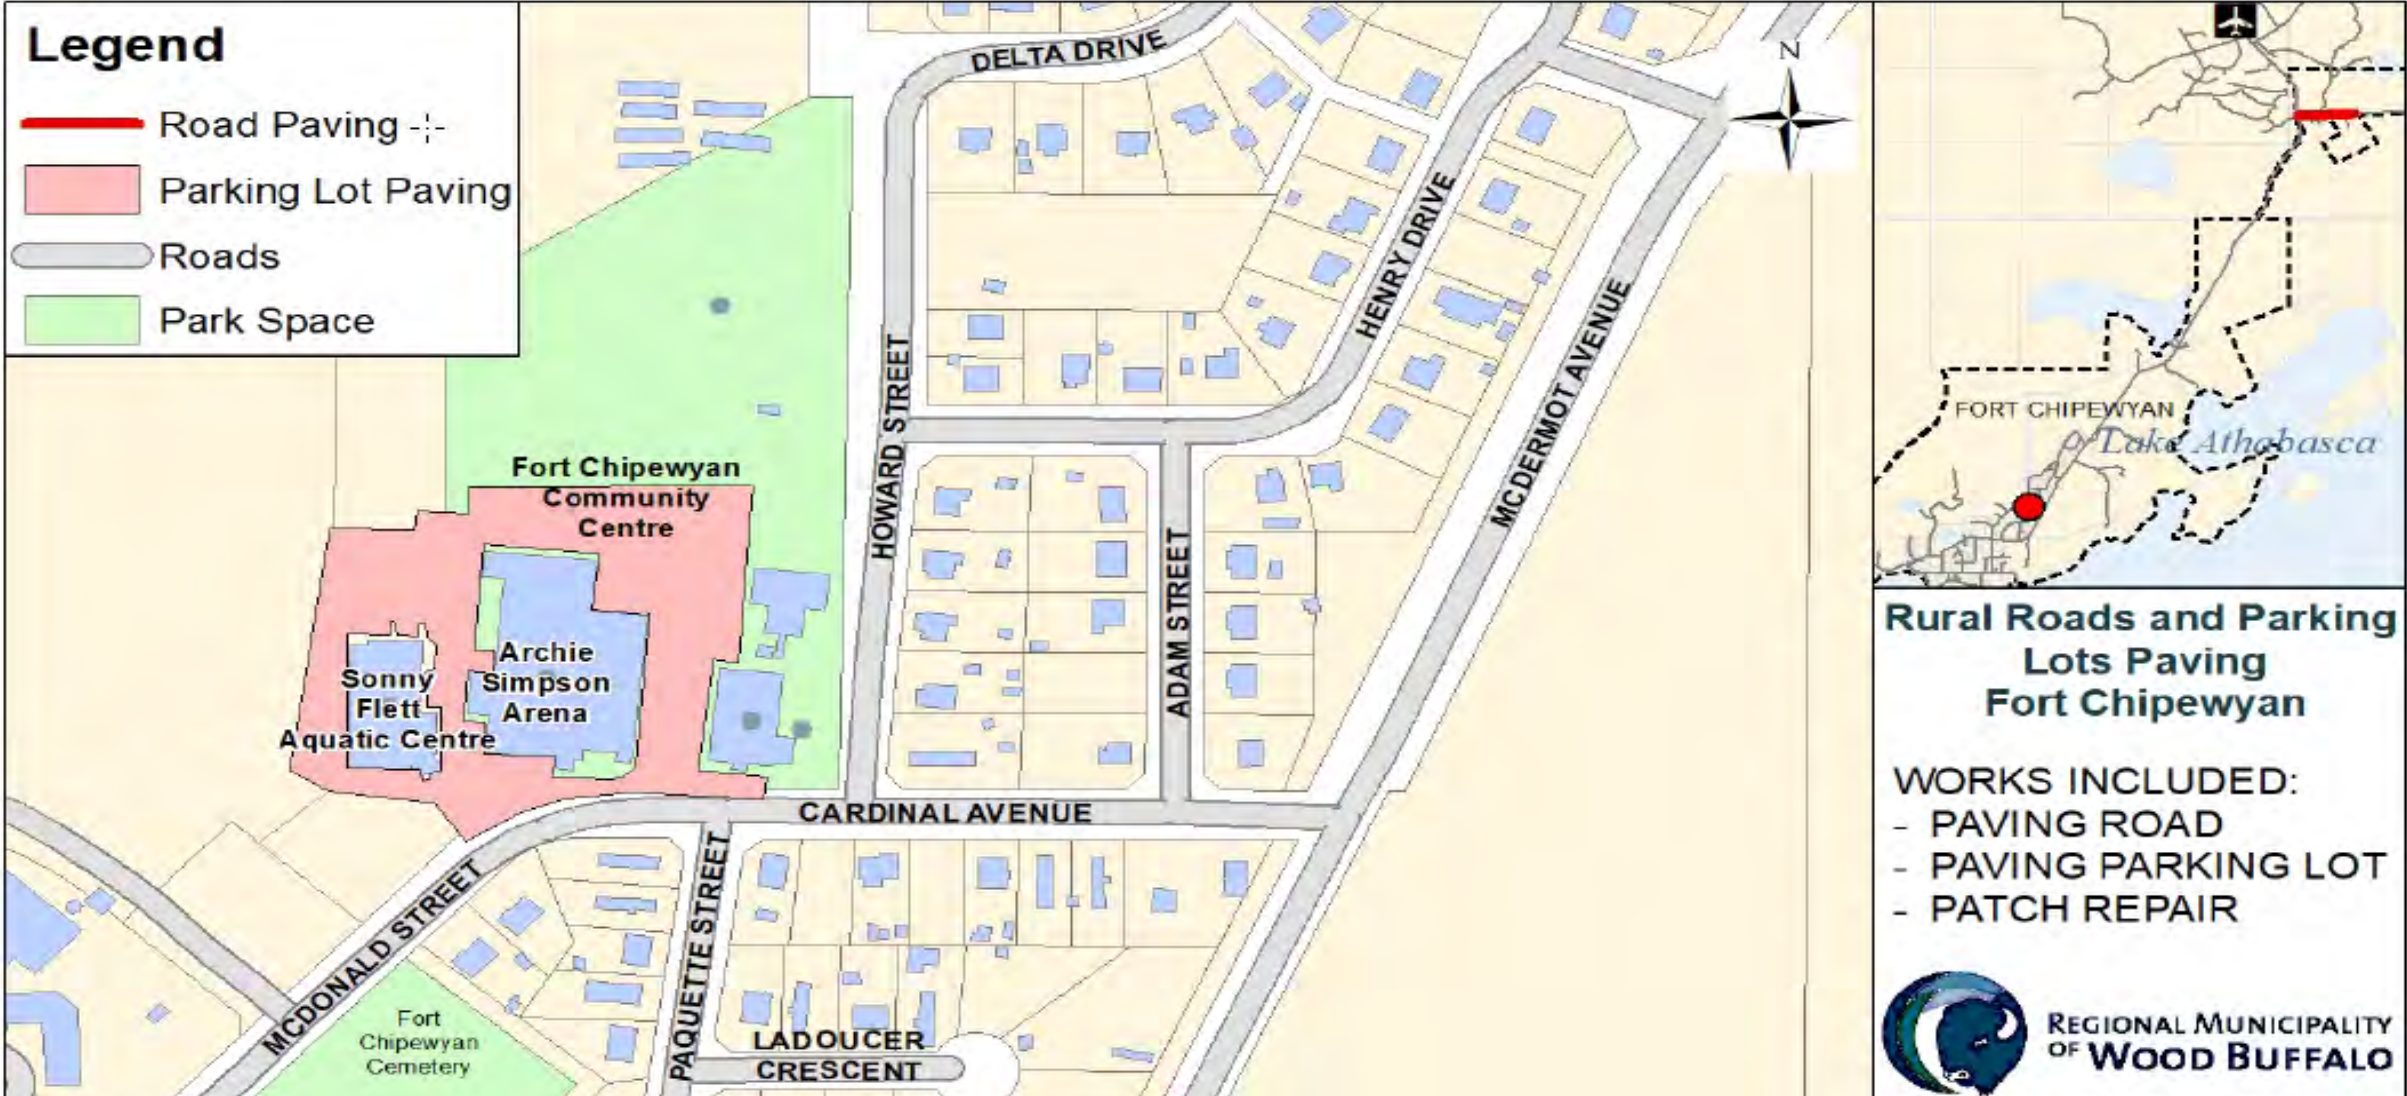 Legend
Road Paving
Parking Lot Paving
Roads
Park Space
DELTA DRIVE
N
HENRY DRIVE
HOWARD STREET
MCDERMOT AVENUE
ADAM STREET
Fort Chipewyan
Community
Centre
Archie
Simpson
Arena
Sonny
Flett
Aquatic Centre
CARDINAL AVENUE
MCDONALD STREET
PAQUETTE STREET
LADOUCER
CRESCENT
Fort
Chipewyan
Cemetery
FORT CHIPEWYAN
Lake Athabasca
Rural Roads and Parking
Lots Paving
Fort Chipewyan
WORKS INCLUDED:
- PAVING ROAD
- PAVING PARKING LOT
- PATCH REPAIR
REGIONAL MUNICIPALITY
OF WOOD BUFFALO